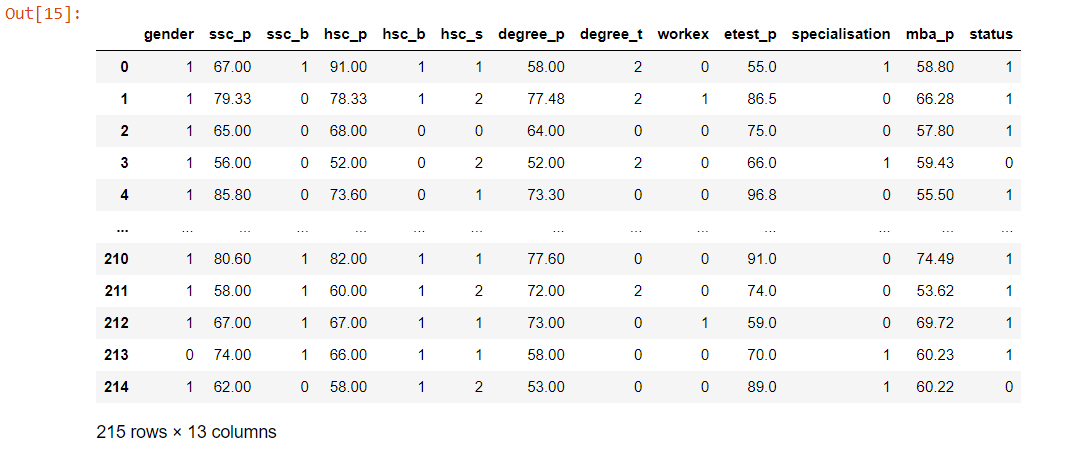 Out[15]:
gender ssc_p ssc_b hsc_p hsc_b hsc_s degree_p degree_t workex etest_p specialisation mba_p status
0 1 67.00 1 91.00 1 1 58.00 2 0 55.0 1 58.80 1
1 1 79.33 0 78.33 1 2 77.48 2 1 86.5 0 66.28 1
2 1 65.00 0 68.00 0 0 64.00 0 0 75.0 0 57.80 1
3 1 56.00 0 52.00 0 2 52.00 2 0 66.0 1 59.43 0
4 1 85.80 0 73.60 0 1 73.30 0 0 96.8 0 55.50 1
... ... ... ... ... ... ... ... ... ... ... ... ... ...
210 1 80.60 1 82.00 1 1 77.60 0 0 91.0 0 74.49 1
211 1 58.00 1 60.00 1 2 72.00 2 0 74.0 0 53.62 1
212 1 67.00 1 67.00 1 1 73.00 0 1 59.0 0 69.72 1
213 0 74.00 1 66.00 1 1 58.00 0 0 70.0 1 60.23 1
214 1 62.00 0 58.00 1 2 53.00 0 0 89.0 1 60.22 0
215 rows × 13 columns